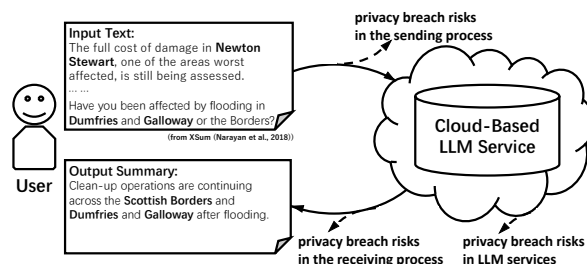 privacy breach risks
in the sending process
Input Text:
The full cost of damage in Newton
Stewart, one of the areas worst
affected, is still being assessed.
... ...
Have you been affected by flooding in
Dumfries and Galloway or the Borders?
(from XSum (Narayan et al., 2018))
User
Cloud-Based
LLM Service
Output Summary:
Clean-up operations are continuing
across the Scottish Borders and
Dumfries and Galloway after flooding.
privacy breach risks
in the receiving process
privacy breach risks
in LLM services